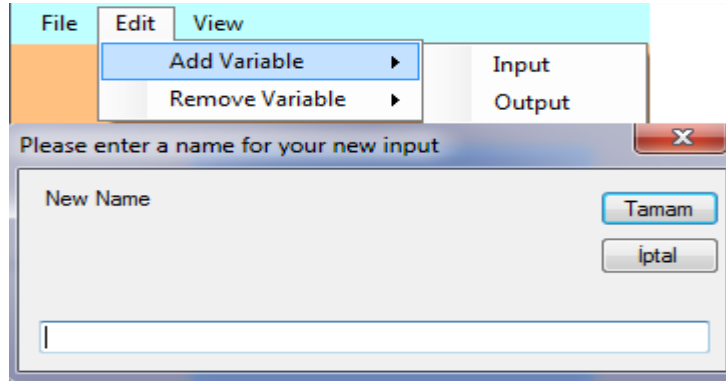 File Edit View
Add Variable Input
Remove Variable Output
Please enter a name for your new input
New Name
Tamam
İptal